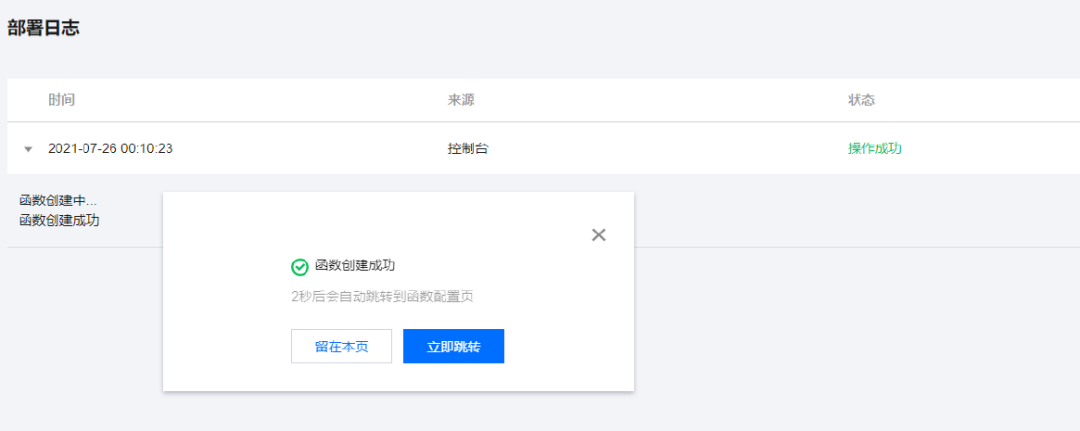 部署日志
时间 来源 状态
2021-07-26 00:10:23 控制台 操作成功
函数创建中...
函数创建成功
函数创建成功
2秒后会自动跳转到函数配置页
留在本页 立即跳转